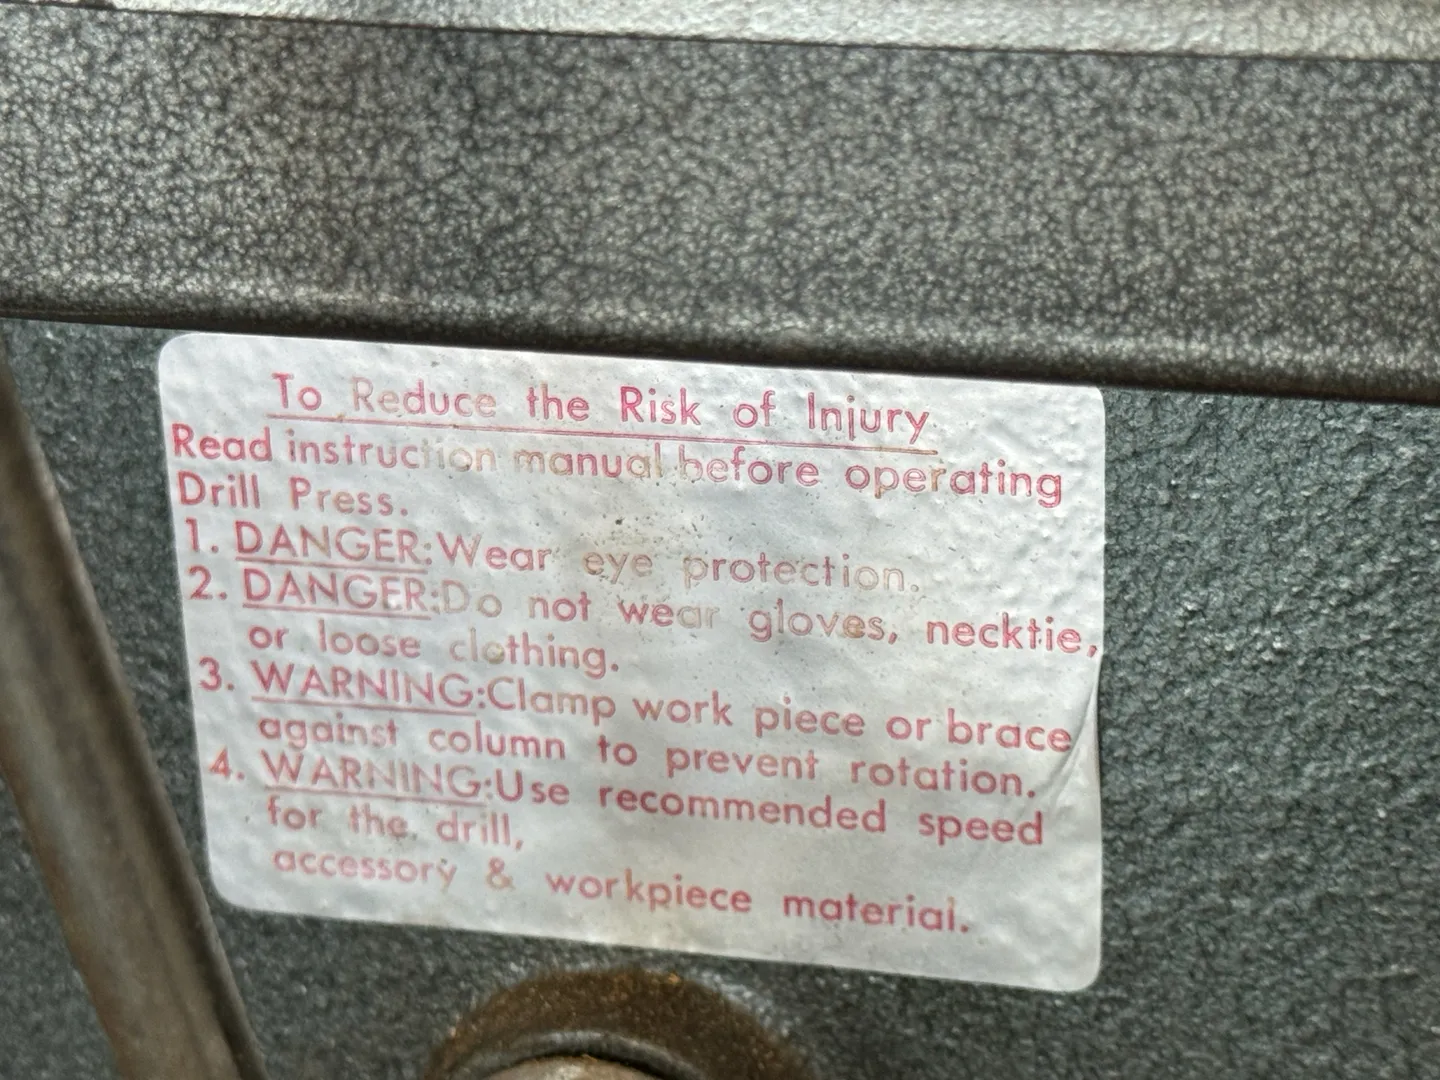 To Reduce the Risk of Injury
Read instruction manual before operating
Drill Press.
1. DANGER:Wear eye protection.
2. DANGER:Do not wear gloves, necktie,
or loose clothing.
3. WARNING:Clamp work piece or brace
against column to prevent rotation.
4. WARNING:Use recommended speed
for the drill,
accessory & workpiece material.